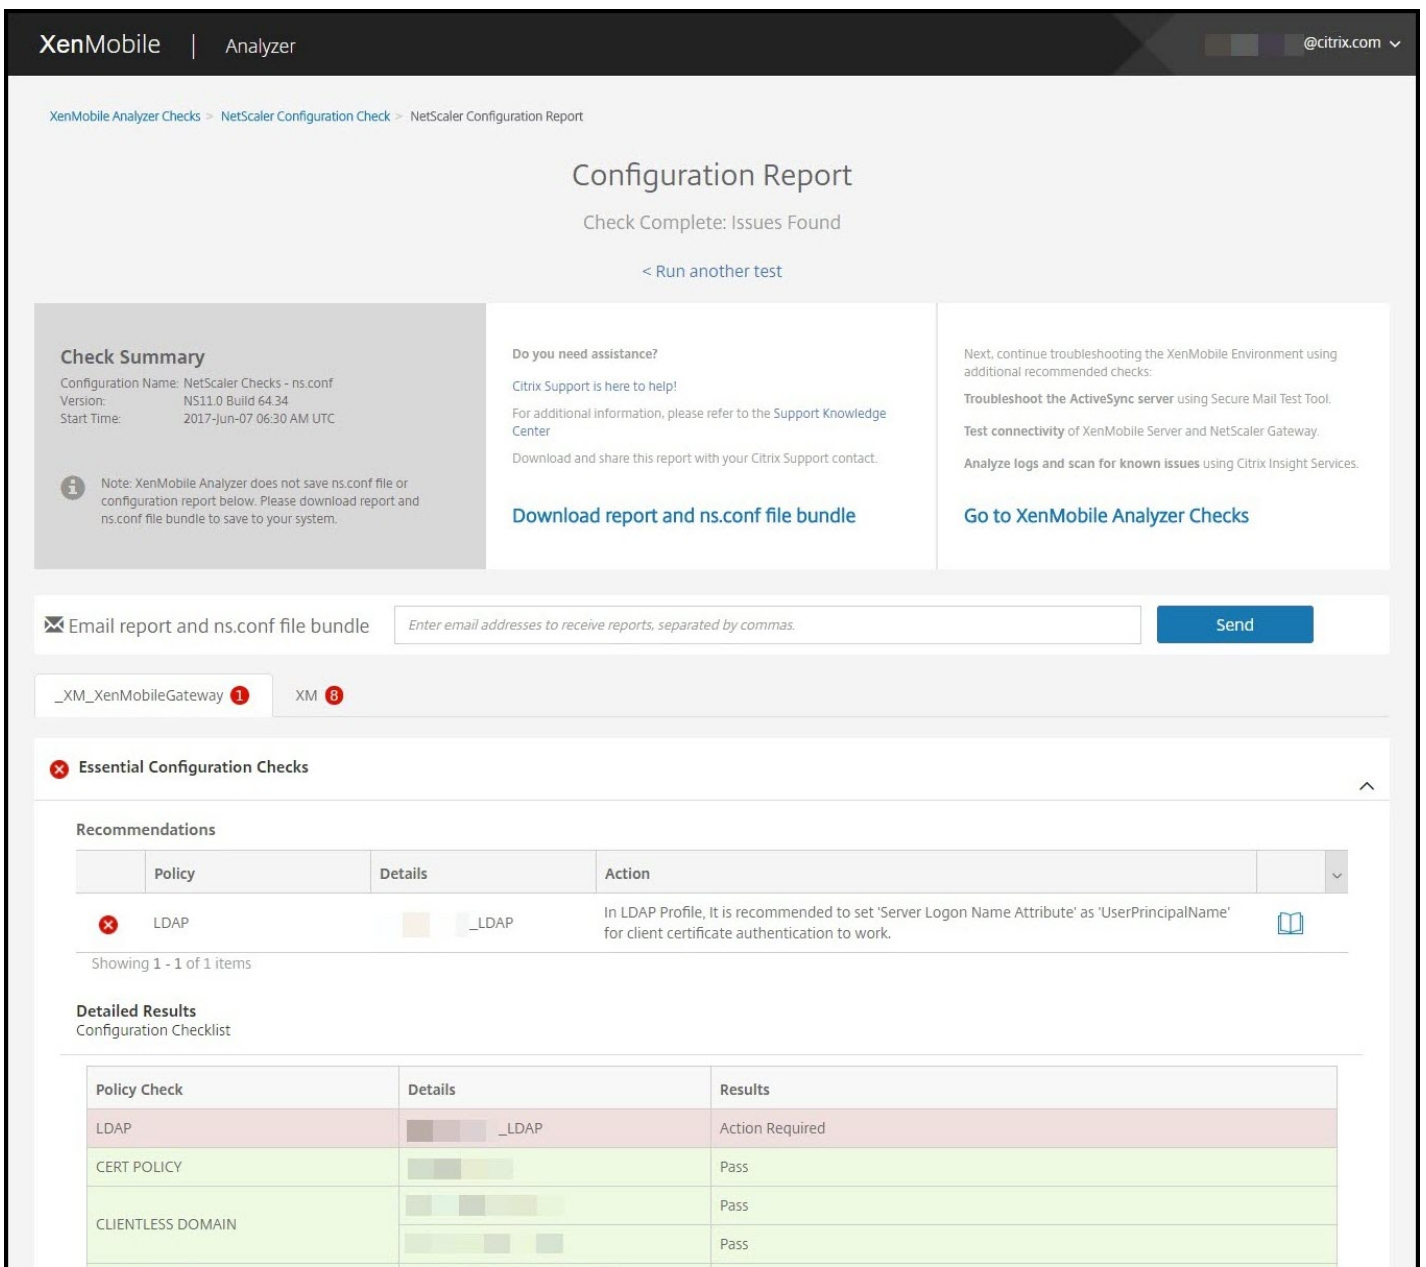 XenMobile | Analyzer
@citrix.com
XenMobile Analyzer Checks > NetScaler Configuration Check > NetScaler Configuration Report
Configuration Report
Check Complete: Issues Found
< Run another test
Check Summary
Configuration Name: NetScaler Checks - ns.conf
Version: NS11.0 Build 64.34
Start Time: 2017-Jun-07 06:30 AM UTC
Note: XenMobile Analyzer does not save ns.conf file or
configuration report below. Please download report and
ns.conf file bundle to save to your system.
Do you need assistance?
Citrix Support is here to help!
For additional information, please refer to the Support Knowledge
Center
Download and share this report with your Citrix Support contact.
Download report and ns.conf file bundle
Next, continue troubleshooting the XenMobile Environment using
additional recommended checks:
Troubleshoot the ActiveSync server using Secure Mail Test Tool.
Test connectivity of XenMobile Server and NetScaler Gateway.
Analyze logs and scan for known issues using Citrix Insight Services.
Go to XenMobile Analyzer Checks
Email report and ns.conf file bundle
Enter email addresses to receive reports, separated by commas.
Send
_XM_XenMobileGateway 1
XM 8
Essential Configuration Checks
Recommendations
Policy Details Action
LDAP _LDAP In LDAP Profile, It is recommended to set 'Server Logon Name Attribute' as 'UserPrincipalName'
for client certificate authentication to work.
Showing 1 - 1 of 1 items
Detailed Results
Configuration Checklist
Policy Check Details Results
LDAP _LDAP Action Required
CERT POLICY Pass
CLIENTLESS DOMAIN Pass
Pass